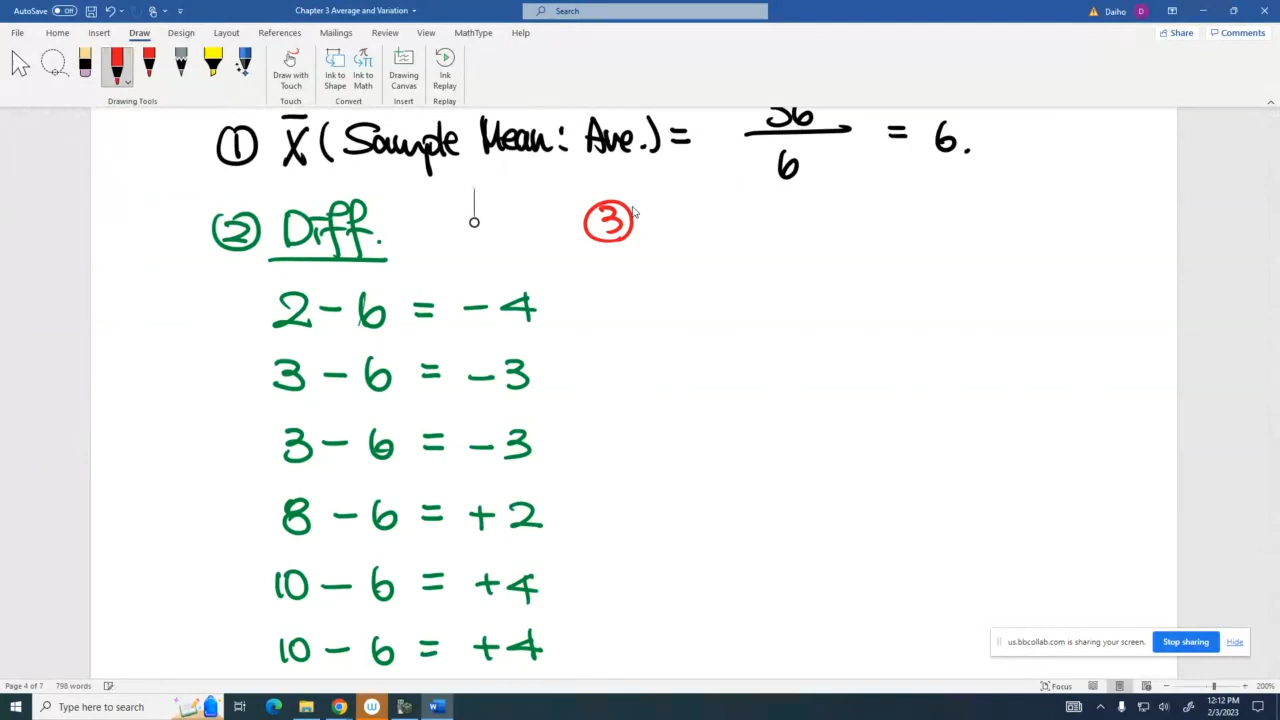 AutoSave Off Chapter 3 Average and Variation Search Daiho D
File Home Insert Draw Design Layout References Mailings Review View MathType Help Share Comments
Draw with Touch Ink to Shape Ink to Math Drawing Canvas Ink Replay
Drawing Tools Touch Convert Insert Replay
36
① X̄ (Sample Mean: Ave.) = = 6.
6
② Diff. ③
2 - 6 = - 4
3 - 6 = - 3
3 - 6 = - 3
8 - 6 = + 2
10 - 6 = + 4
10 - 6 = + 4
us.bbcollab.com is sharing your screen. Stop sharing Hide
Page 4 of 7 798 words Focus 200%
Type here to search 12:12 PM
2/3/2023